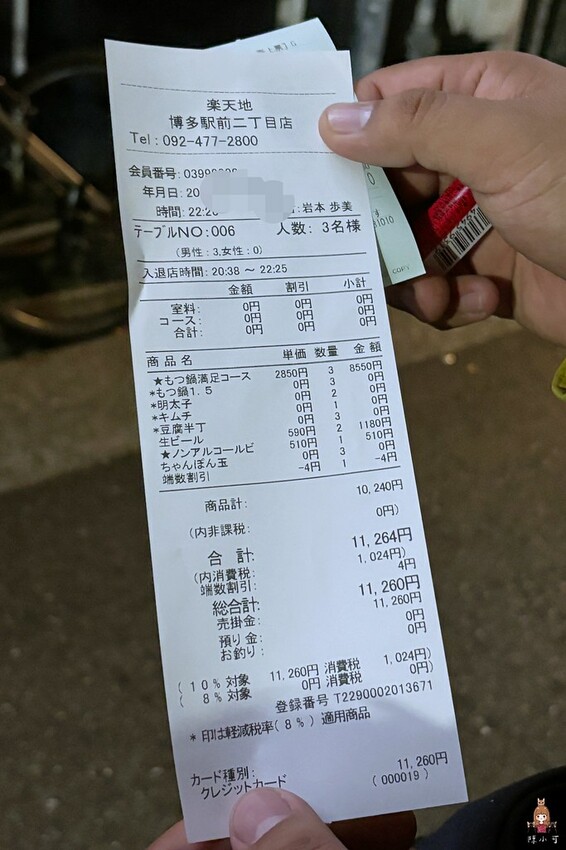 楽天地
博多駅前二丁目店
Tel : 092-477-2800
会員番号: 0399
年月日: 20
時間: 22:2 : 岩本 歩美
テーブルNO: 006 人数: 3名様
(男性: 3,女性: 0)
入退店時間: 20:38 ～ 22:25
金額 割引 小計
室料: 0円 0円 0円
コース: 0円 0円 0円
合計: 0円 0円 0円
商品名 単価 数量 金額
★もつ鍋満足コース 2850円 3 8550円
*もつ鍋1.5 0円 3 0円
*明太子 0円 2 0円
*キムチ 0円 1 0円
*豆腐半丁 0円 3 0円
生ビール 590円 2 1180円
★ノンアルコールビ 510円 1 510円
ちゃんぽん玉 0円 3 0円
端数割引 -4円 1 -4円
商品計: 10,240円
(内非課税: 0円)
合 計: 11,264円
(内消費税: 1,024円)
端数割引: 4円
総合計: 11,260円
売掛金: 11,260円
預り金: 0円
お釣り: 0円
(10%対象 11,260円 消費税 1,024円)
( 8%対象 0円 消費税 0円)
登録番号 T2290002013671
* 印は軽減税率(8%)適用商品
カード種別:
クレジットカード 11,260円
(000019)
COPY
陳小可